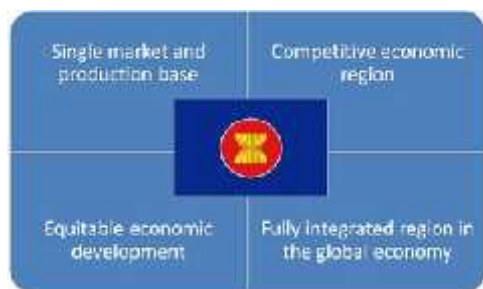 Single market and
production base
Competitive economic
region
Equitable economic
development
Fully integrated region in
the global economy